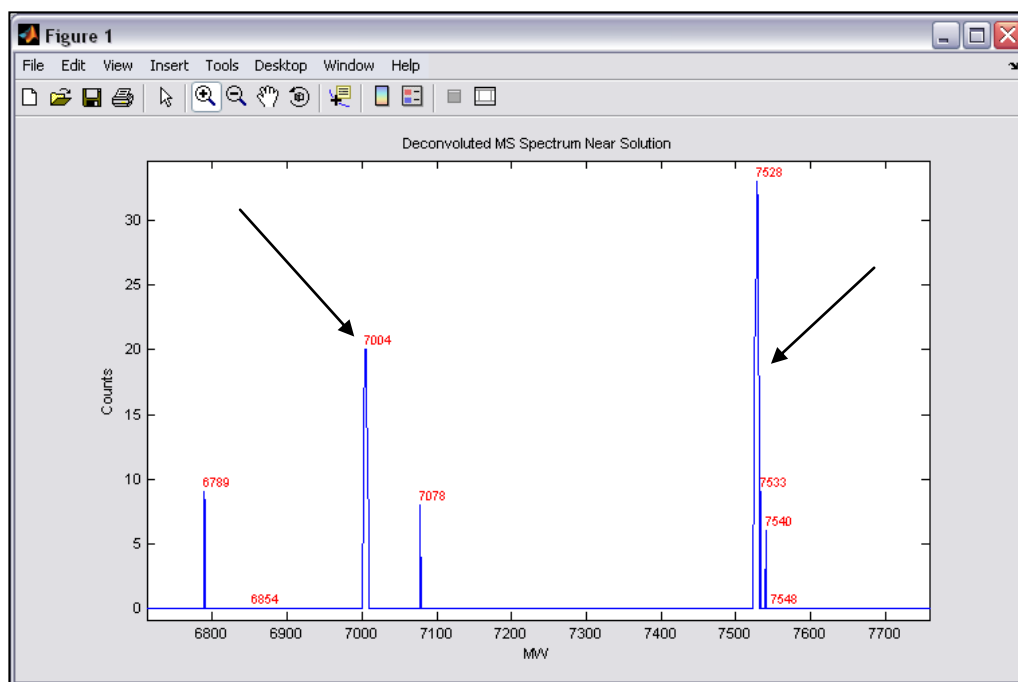 Figure 1
File Edit View Insert Tools Desktop Window Help
Deconvoluted MS Spectrum Near Solution
7528
30
25
20
15
10
5
0
Counts
7004
6789
7078
7533
7540
6854
7548
6800 6900 7000 7100 7200 7300 7400 7500 7600 7700
MW